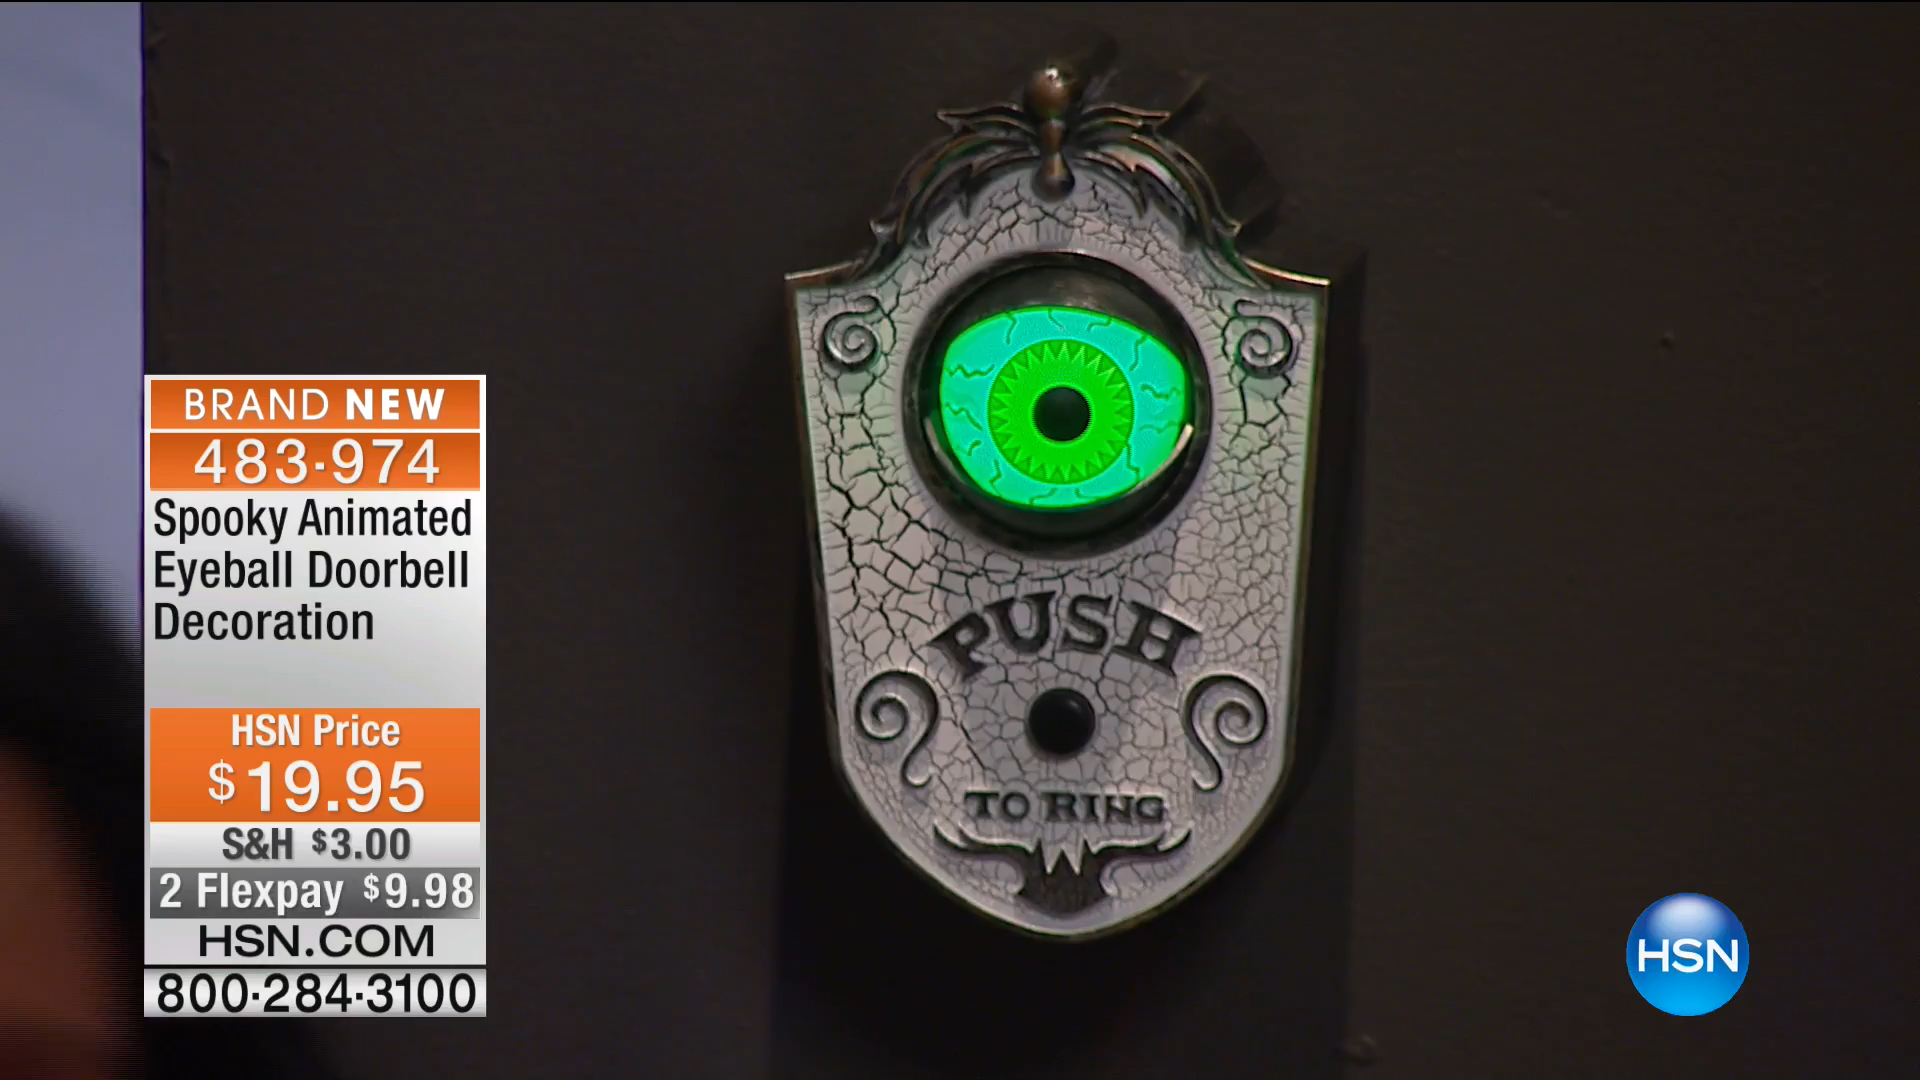 BRAND NEW
483·974
Spooky Animated
Eyeball Doorbell
Decoration
HSN Price
$19.95
S&H $3.00
2 Flexpay $9.98
HSN.COM
800·284·3100
PUSH
TO RING
HSN